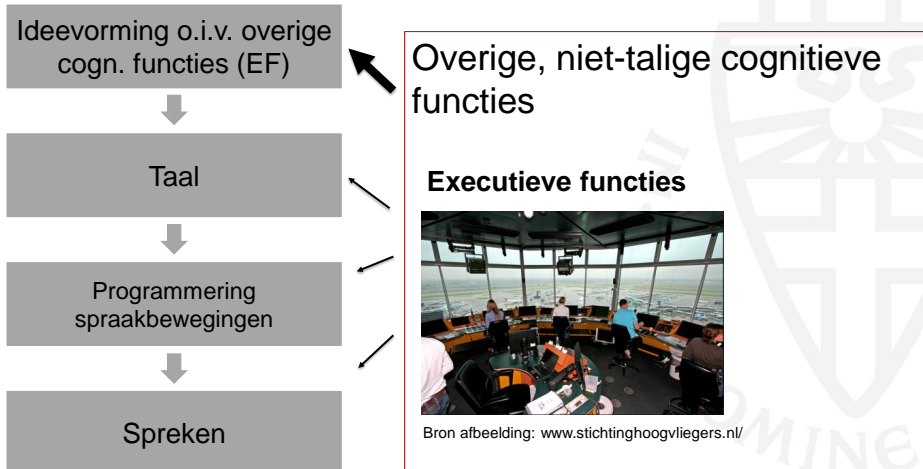 Ideevorming o.i.v. overige
cogn. functies (EF)
Taal
Programmering
spraakbewegingen
Spreken
Overige, niet-talige cognitieve
functies
Executieve functies
Bron afbeelding: www.stichtinghoogvliegers.nl/
OMINE